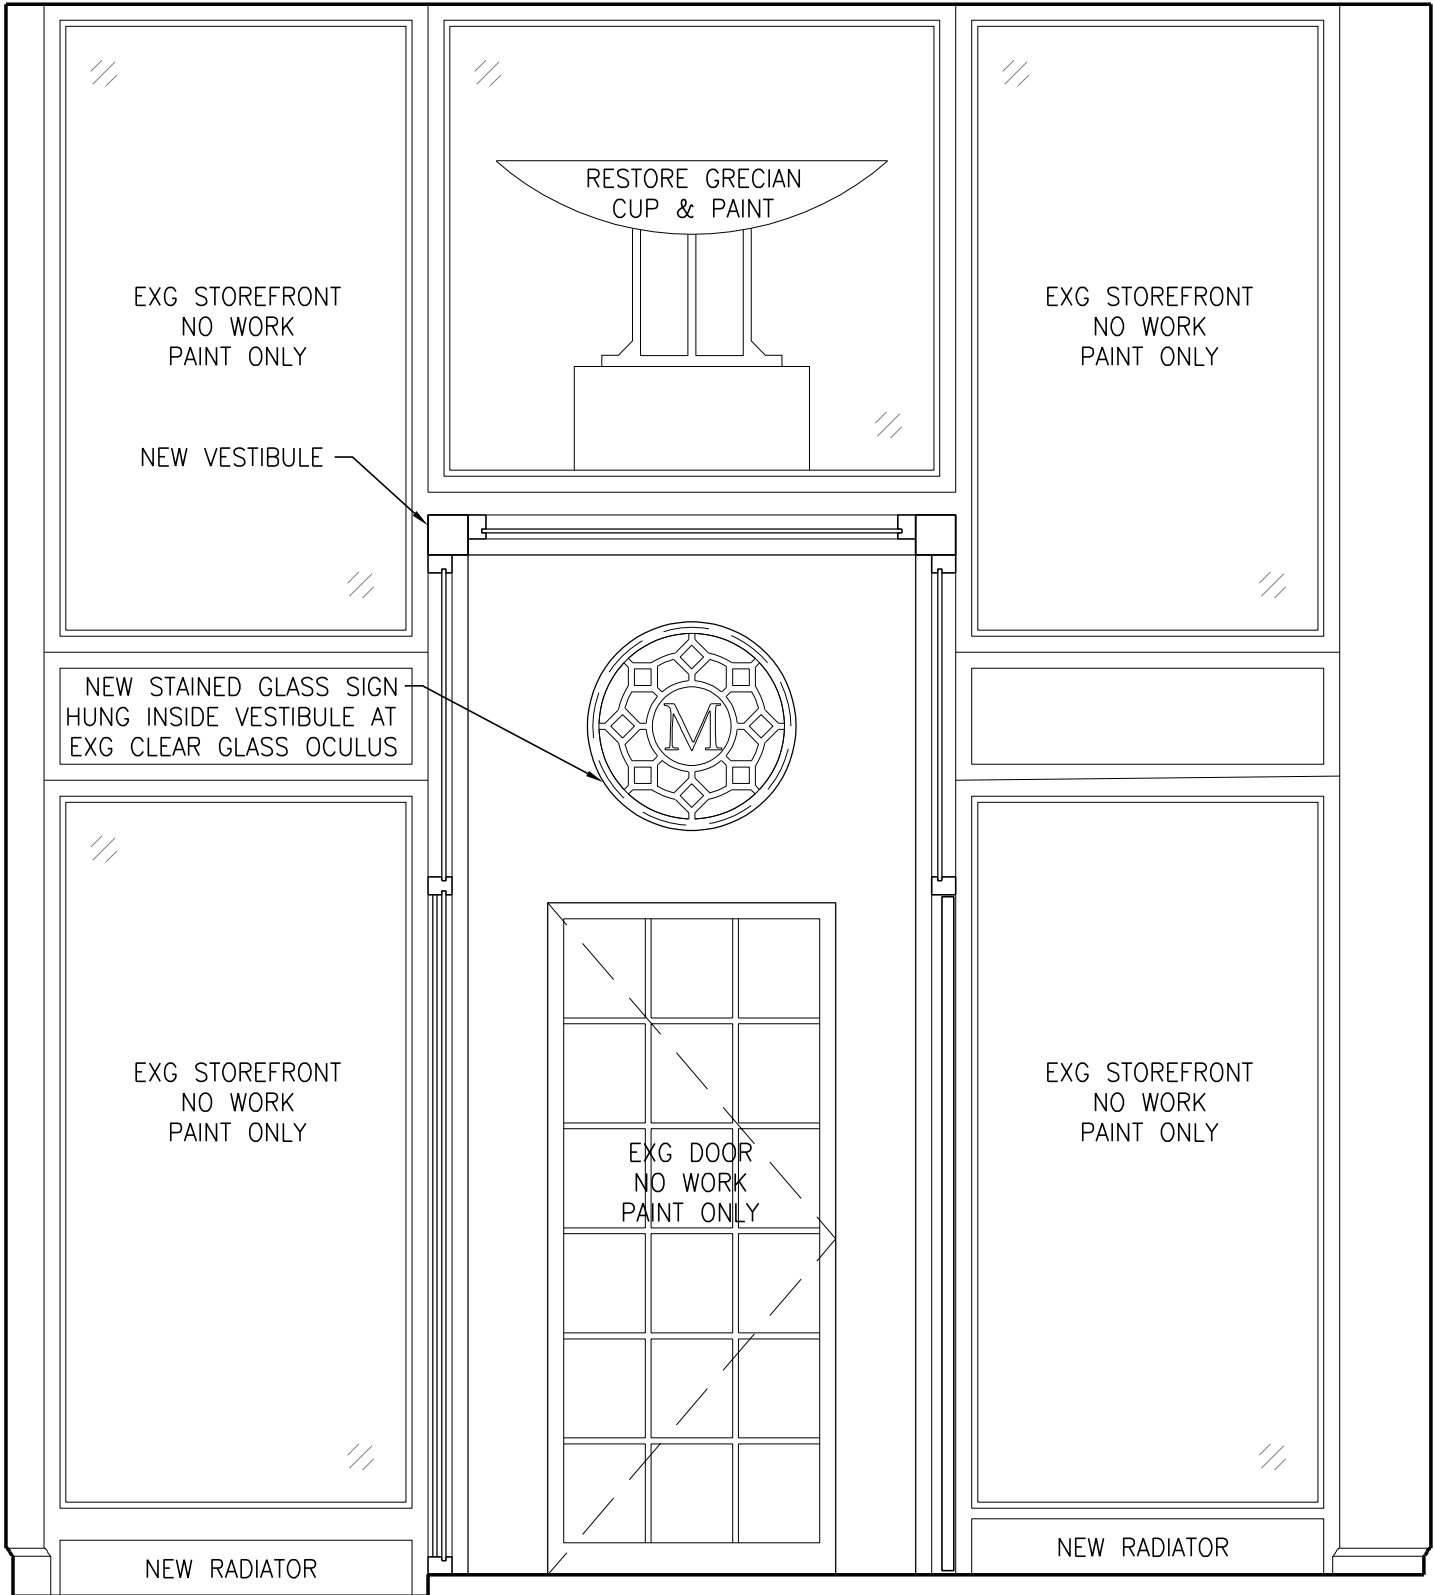 RESTORE GRECIAN
CUP & PAINT
EXG STOREFRONT
NO WORK
PAINT ONLY
EXG STOREFRONT
NO WORK
PAINT ONLY
NEW VESTIBULE
NEW STAINED GLASS SIGN
HUNG INSIDE VESTIBULE AT
EXG CLEAR GLASS OCULUS
M
EXG STOREFRONT
NO WORK
PAINT ONLY
EXG STOREFRONT
NO WORK
PAINT ONLY
EXG DOOR
NO WORK
PAINT ONLY
NEW RADIATOR
NEW RADIATOR